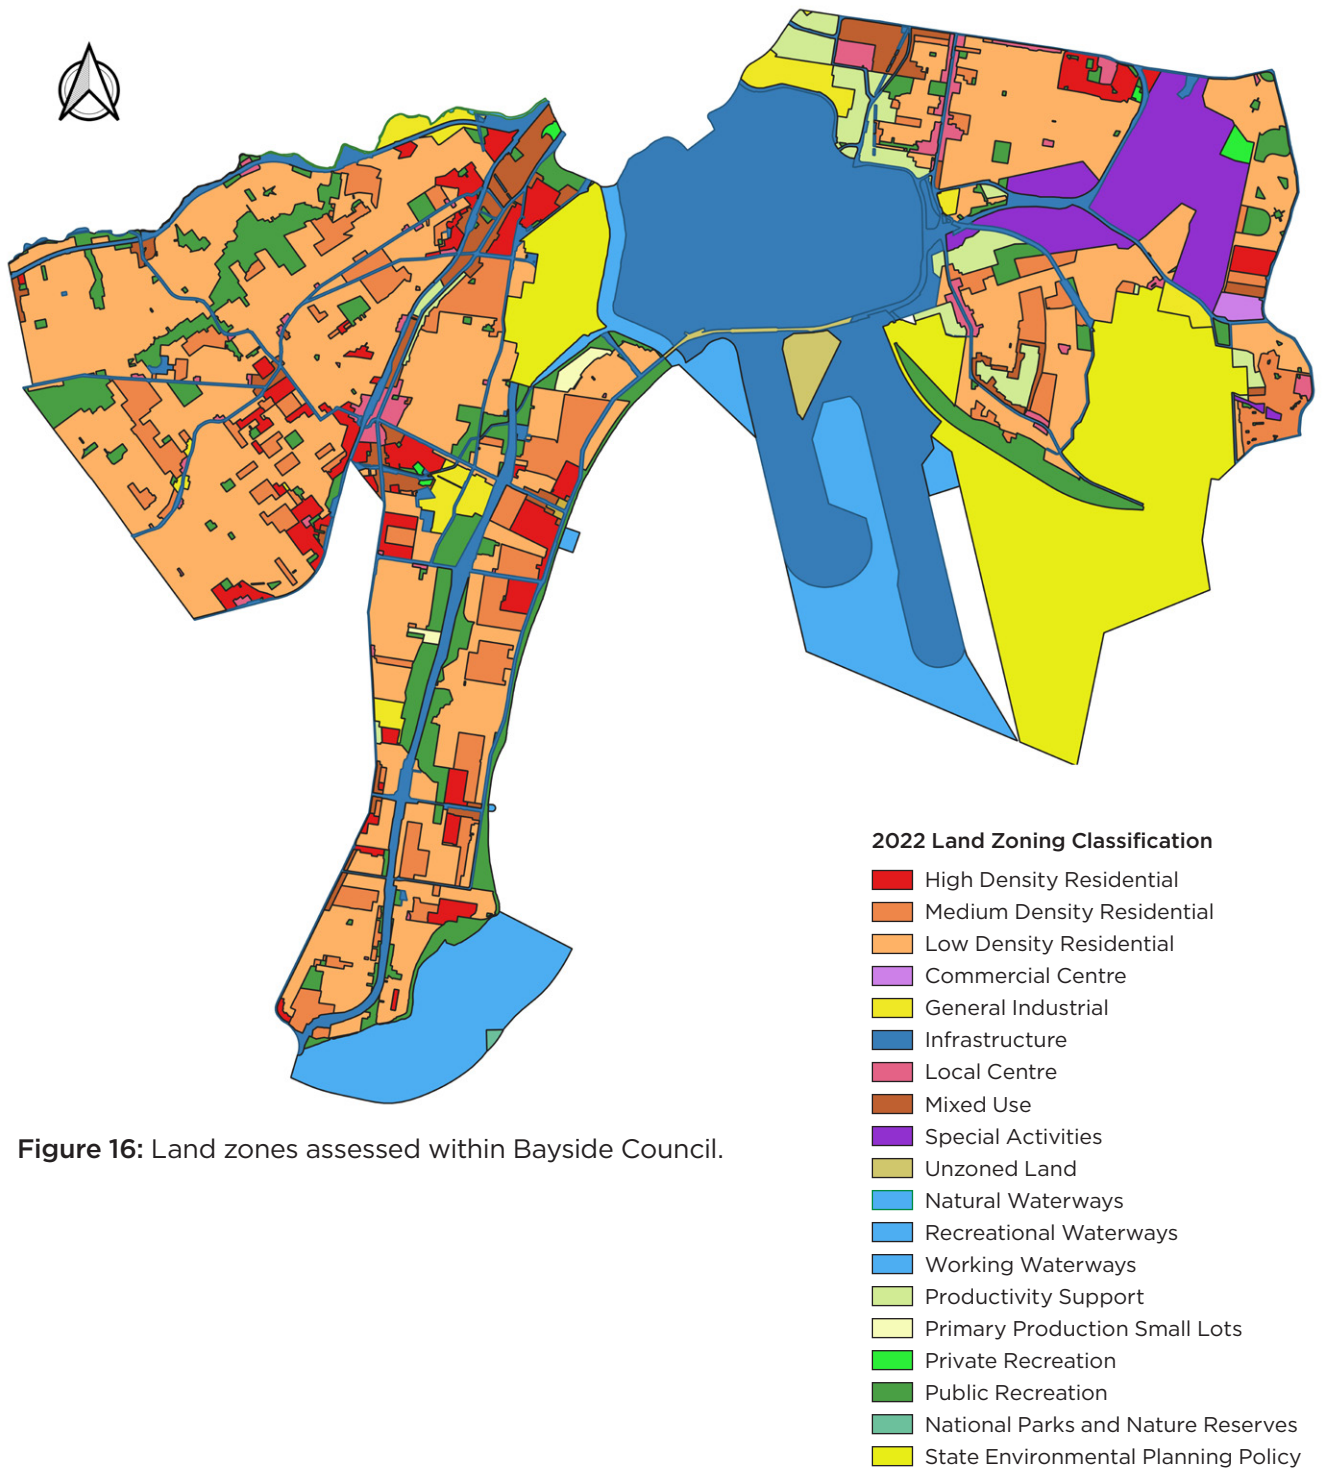 2022 Land Zoning Classification
High Density Residential
Medium Density Residential
Low Density Residential
Commercial Centre
General Industrial
Infrastructure
Local Centre
Mixed Use
Special Activities
Unzoned Land
Natural Waterways
Recreational Waterways
Working Waterways
Productivity Support
Primary Production Small Lots
Private Recreation
Public Recreation
National Parks and Nature Reserves
State Environmental Planning Policy
Figure 16: Land zones assessed within Bayside Council.